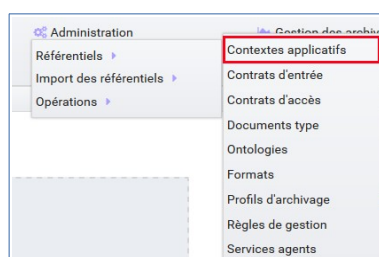 Administration
Gestion des archiv
Référentiels
Import des référentiels
Opérations
Contextes applicatifs
Contrats d'entrée
Contrats d'accès
Documents type
Ontologies
Formats
Profils d'archivage
Règles de gestion
Services agents